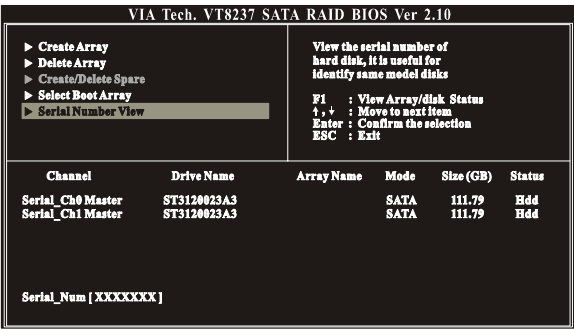 VIA Tech. VT8237 SATA RAID BIOS Ver 2.10
▶ Create Array
▶ Delete Array
▶ Create/Delete Spare
▶ Select Boot Array
▶ Serial Number View
View the serial number of
hard disk, it is useful for
identify same model disks
F1 : View Array/disk Status
↑,↓ : Move to next item
Enter : Confirm the selection
ESC : Exit
Channel Drive Name Array Name Mode Size (GB) Status
Serial_Ch0 Master ST3120023A3 SATA 111.79 Hdd
Serial_Ch1 Master ST3120023A3 SATA 111.79 Hdd
Serial_Num [ XXXXXXX ]